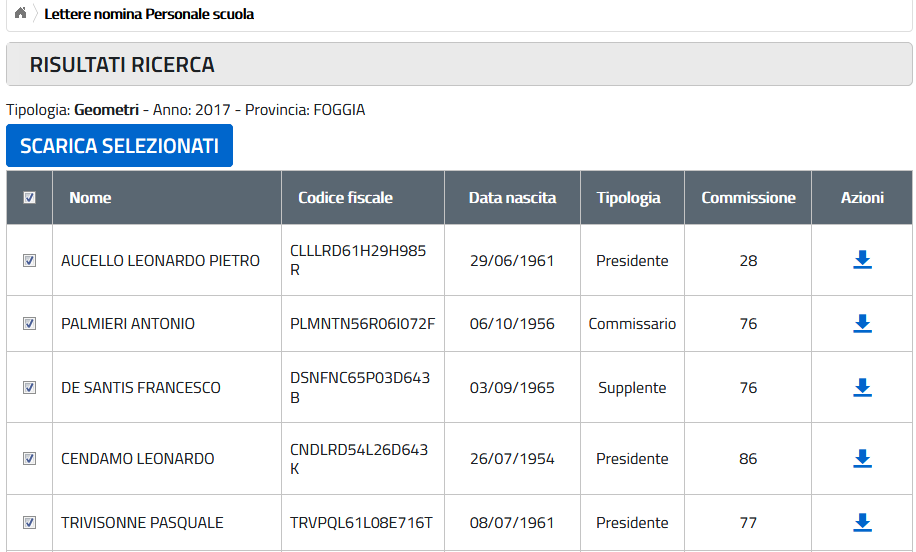 Lettere nomina Personale scuola
RISULTATI RICERCA
Tipologia: Geometri - Anno: 2017 - Provincia: FOGGIA
SCARICA SELEZIONATI
Nome Codice fiscale Data nascita Tipologia Commissione Azioni
AUCELLO LEONARDO PIETRO CLLLRD61H29H985 29/06/1961 Presidente 28
R
PALMIERI ANTONIO PLMNTN56R06I072F 06/10/1956 Commissario 76
DE SANTIS FRANCESCO DSNFNC65P03D643 03/09/1965 Supplente 76
B
CENDAMO LEONARDO CNDLRD54L26D643 26/07/1954 Presidente 86
K
TRIVISONNE PASQUALE TRVPQL61L08E716T 08/07/1961 Presidente 77